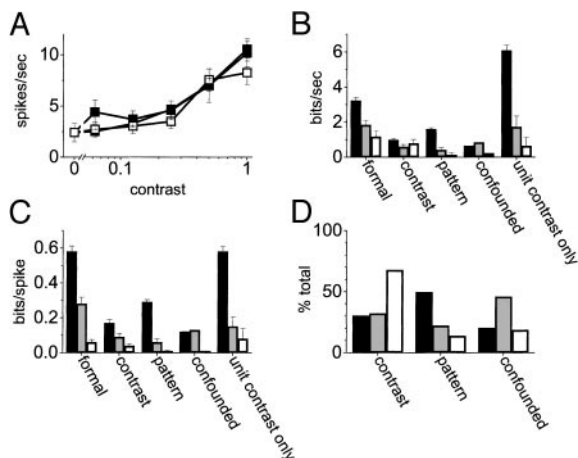 A
spikes/sec
10
5
0
0
0.1
1
contrast
B
bits/sec
6
4
2
0
formal
contrast
pattern
confounded
unit contrast only
C
bits/spike
0.6
0.4
0.2
0.0
formal
contrast
pattern
confounded
unit contrast only
D
% total
100
50
0
contrast
pattern
confounded